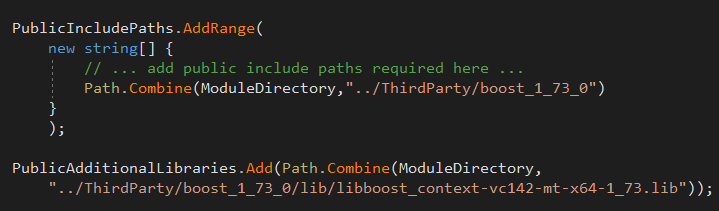 PublicIncludePaths.AddRange(
new string[] {
// ... add public include paths required here ...
Path.Combine(ModuleDirectory,"../ThirdParty/boost_1_73_0")
}
);
PublicAdditionalLibraries.Add(Path.Combine(ModuleDirectory,
"../ThirdParty/boost_1_73_0/lib/libboost_context-vc142-mt-x64-1_73.lib"));